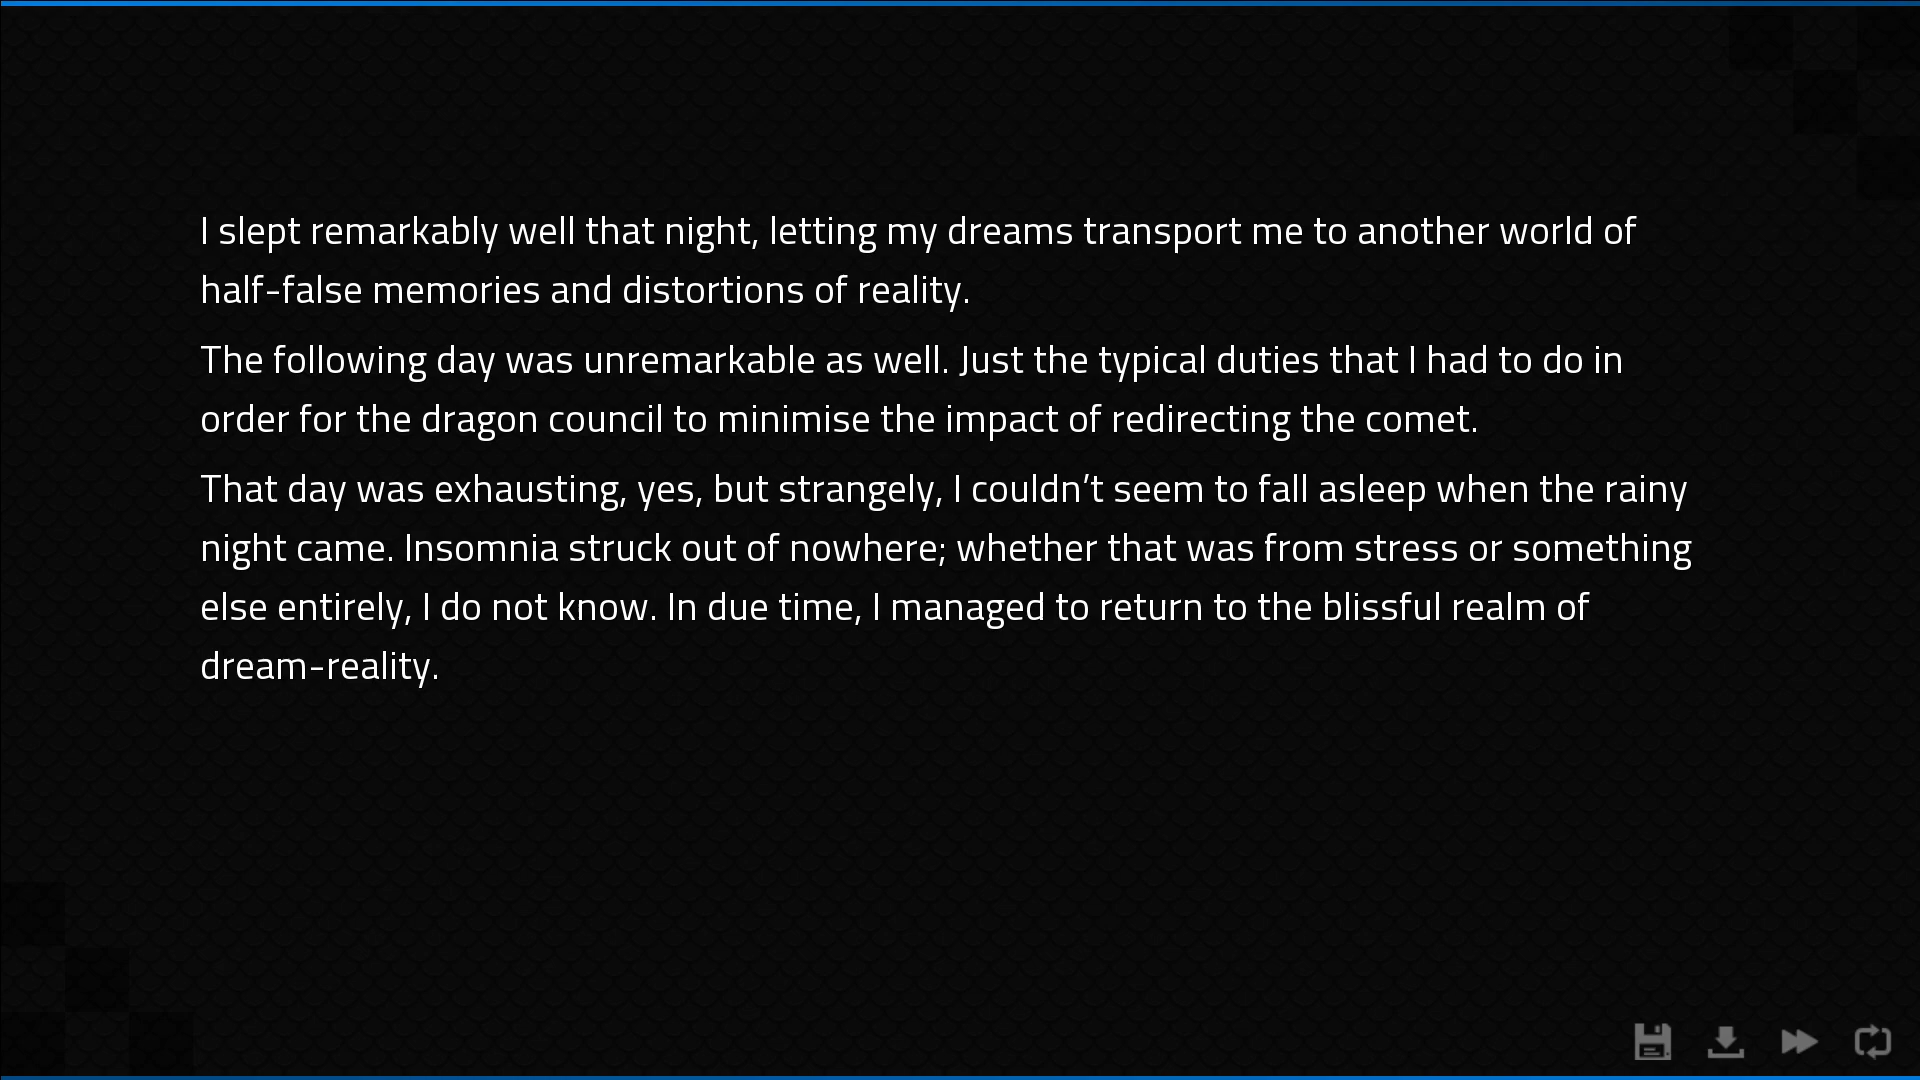 I slept remarkably well that night, letting my dreams transport me to another world of
half-false memories and distortions of reality.
The following day was unremarkable as well. Just the typical duties that I had to do in
order for the dragon council to minimise the impact of redirecting the comet.
That day was exhausting, yes, but strangely, I couldn’t seem to fall asleep when the rainy
night came. Insomnia struck out of nowhere; whether that was from stress or something
else entirely, I do not know. In due time, I managed to return to the blissful realm of
dream-reality.